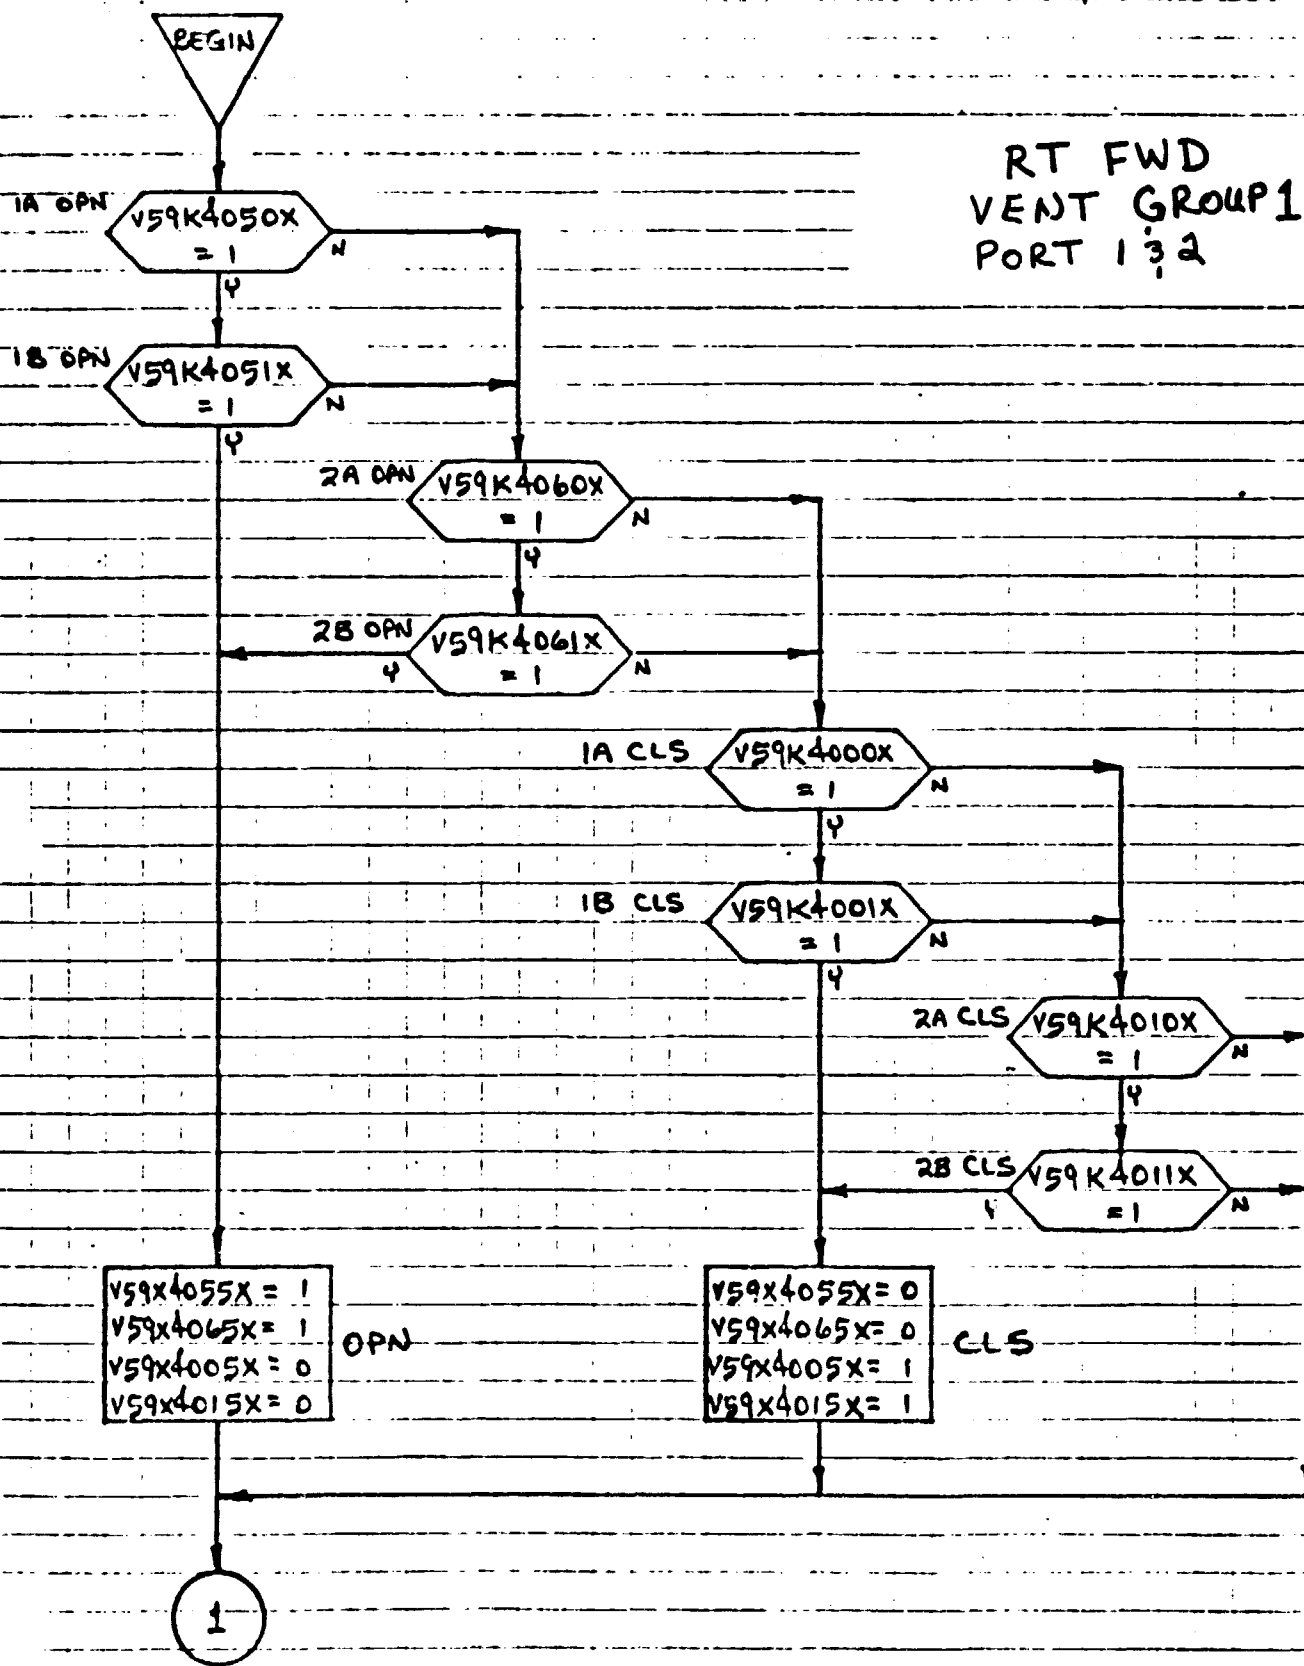 BEGIN
RT FWD
VENT GROUP 1
PORT 1 & 2
1A OPN
V59K4050X
= 1
N
Y
1B OPN
V59K4051X
= 1
N
Y
2A OPN
V59K4060X
= 1
N
Y
2B OPN
V59K4061X
= 1
Y
N
1A CLS
V59K4000X
= 1
N
Y
1B CLS
V59K4001X
= 1
N
Y
2A CLS
V59K4010X
= 1
N
Y
2B CLS
V59K4011X
= 1
Y
N
V59X4055X = 1
V59X4065X = 1
V59X4005X = 0
V59X4015X = 0
OPN
V59X4055X = 0
V59X4065X = 0
V59X4005X = 1
V59X4015X = 1
CLS
1